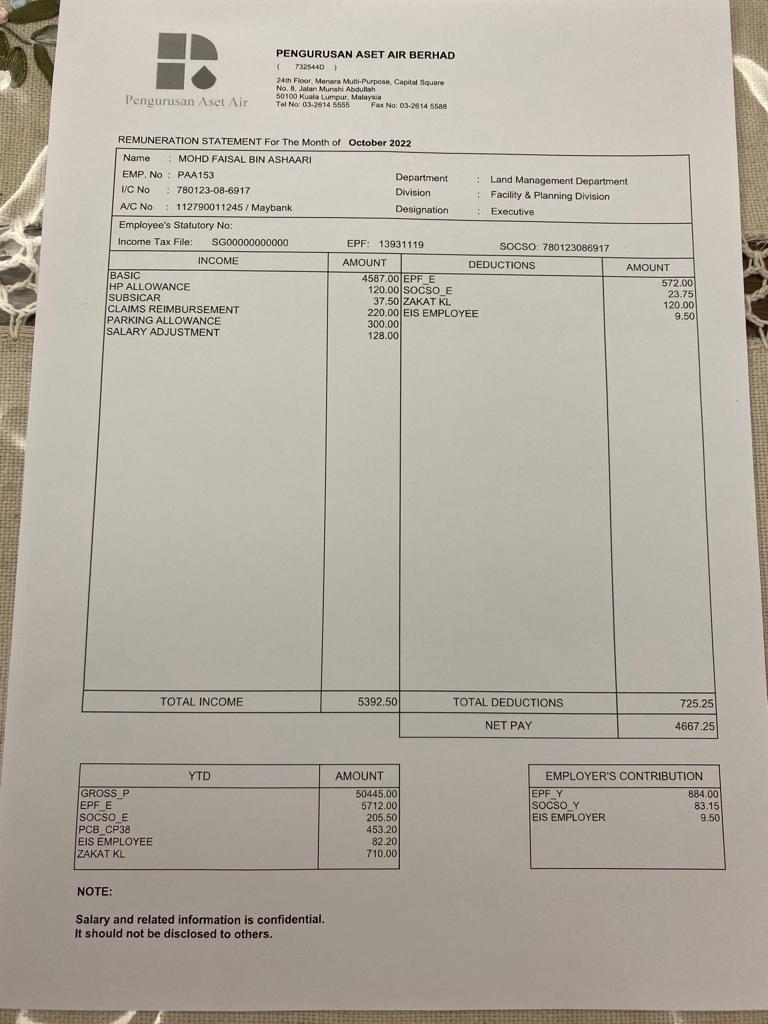 PENGURUSAN ASET AIR BERHAD
( 732544D )
24th Floor, Menara Multi-Purpose, Capital Square
No. 8, Jalan Munshi Abdullah
50100 Kuala Lumpur, Malaysia
Tel No: 03-2614 5555 Fax No: 03-2614 5588
Pengurusan Aset Air
REMUNERATION STATEMENT For The Month of October 2022
Name : MOHD FAISAL BIN ASHAARI
EMP. No : PAA153 Department : Land Management Department
I/C No : 780123-08-6917 Division : Facility & Planning Division
A/C No : 112790011245 / Maybank Designation : Executive
Employee's Statutory No:
Income Tax File: SG00000000000 EPF: 13931119 SOCSO: 780123086917
INCOME AMOUNT DEDUCTIONS AMOUNT
BASIC 4587.00 EPF_E 572.00
HP ALLOWANCE 120.00 SOCSO_E 23.75
SUBSICAR 37.50 ZAKAT KL 120.00
CLAIMS REIMBURSEMENT 220.00 EIS EMPLOYEE 9.50
PARKING ALLOWANCE 300.00
SALARY ADJUSTMENT 128.00
TOTAL INCOME 5392.50 TOTAL DEDUCTIONS 725.25
NET PAY 4667.25
YTD AMOUNT
GROSS_P 50445.00
EPF_E 5712.00
SOCSO_E 205.50
PCB_CP38 453.20
EIS EMPLOYEE 82.20
ZAKAT KL 710.00
EMPLOYER'S CONTRIBUTION
EPF_Y 884.00
SOCSO_Y 83.15
EIS EMPLOYER 9.50
NOTE:
Salary and related information is confidential.
It should not be disclosed to others.